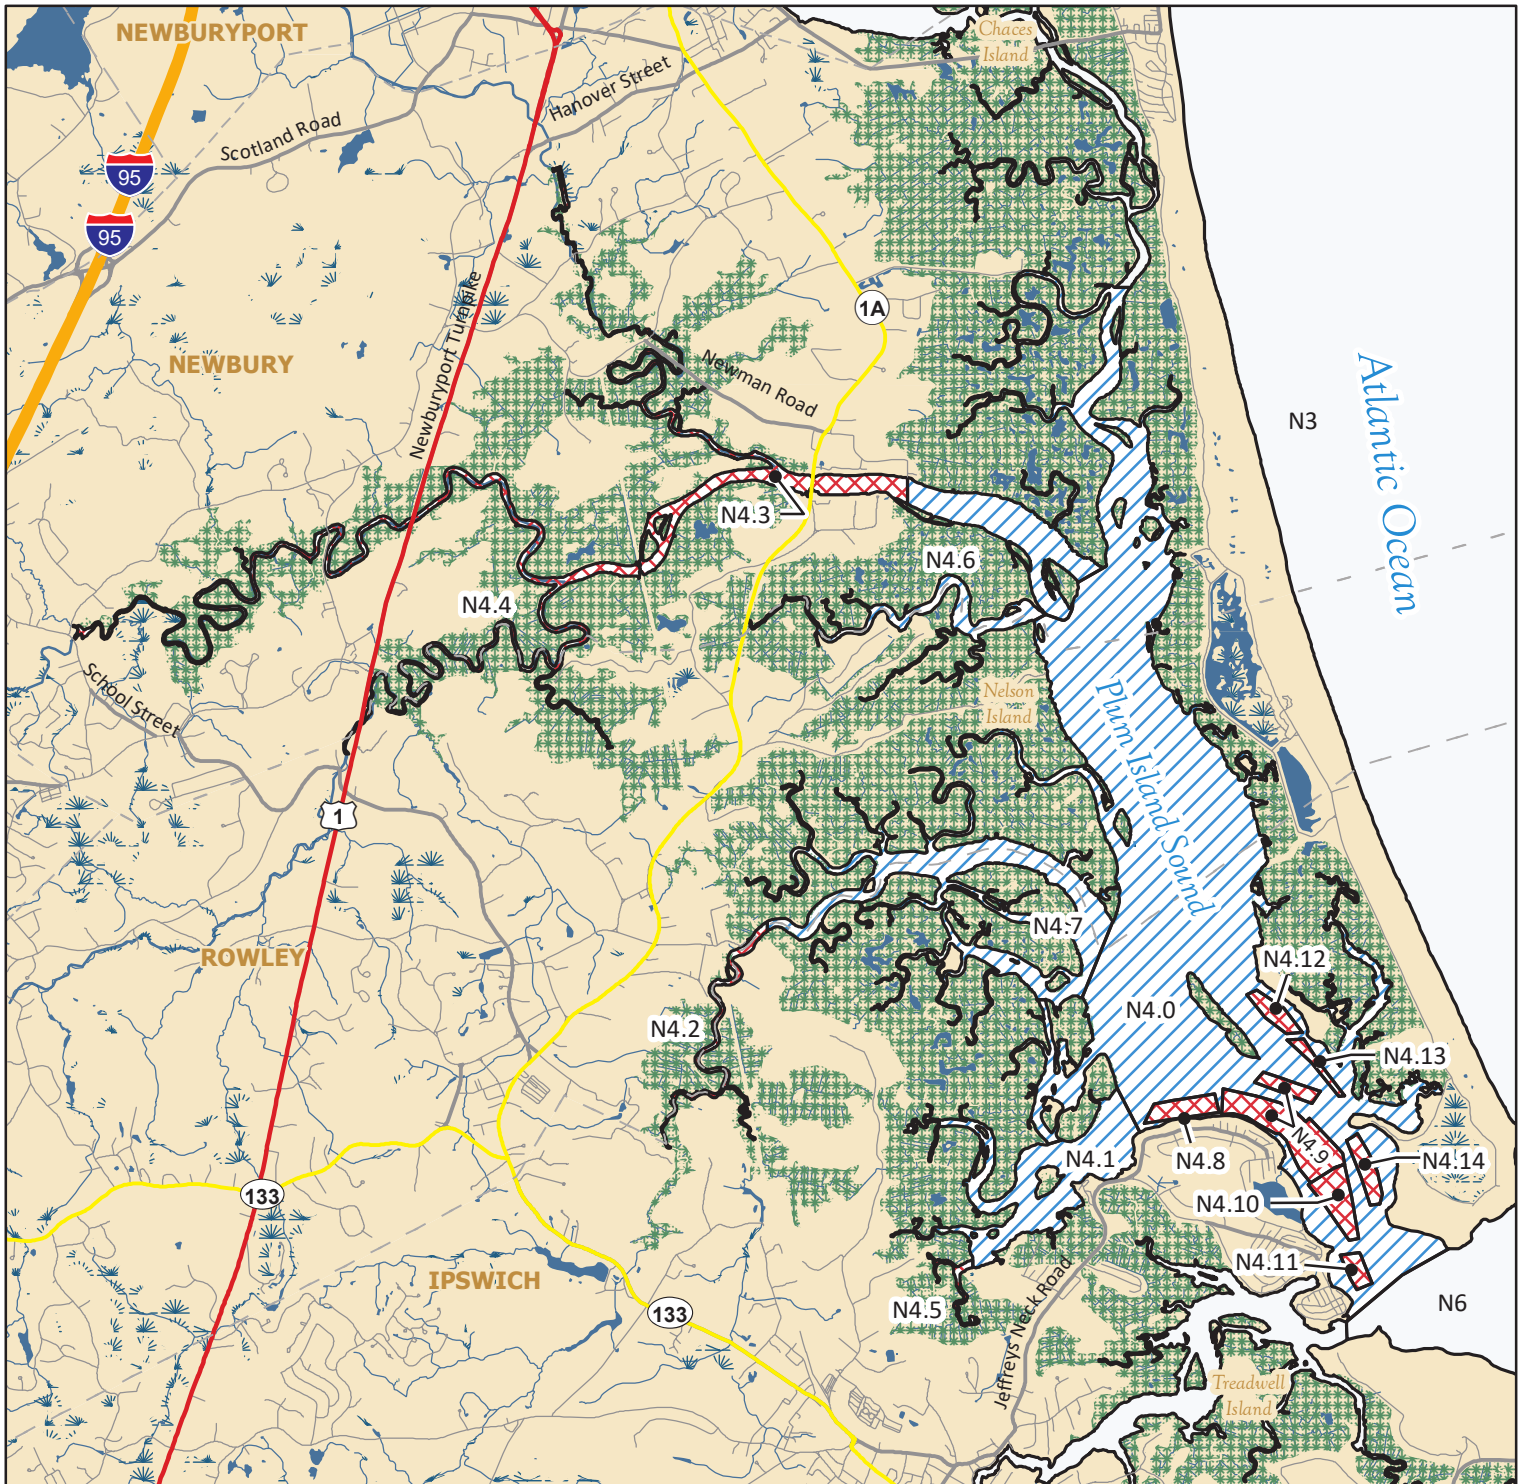 NEWBURYPORT
Chaces
Island
Hanover Street
Scotland Road
95
95
1A
Newburyport Turnpike
NEWBURY
Newman Road
N3
Atlantic Ocean
N4.3
N4.6
N4.4
School Street
Nelson
Island
Plum Island Sound
1
N4.7
ROWLEY
N4.12
N4.0
N4.2
N4.13
N4.9
N4.1
N4.8
N4.14
133
N4.10
N4.11
IPSWICH
N4.5
133
N6
Jeffreys Neck Road
Treadwell
Island